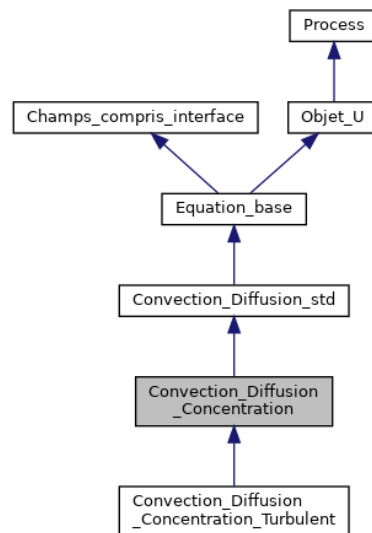 Process
Champs_compris_interface
Objet_U
Equation_base
Convection_Diffusion_std
Convection_Diffusion
_Concentration
Convection_Diffusion
_Concentration_Turbulent